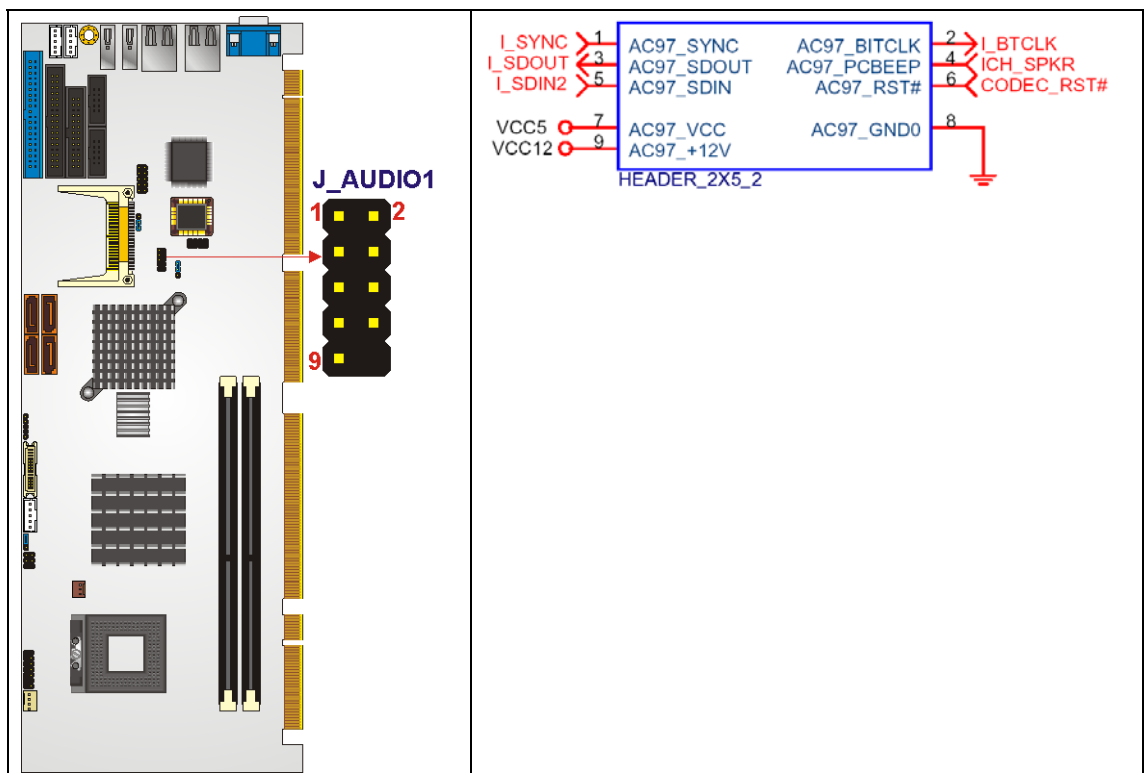 J_AUDIO1
1 2
9
I_SYNC 1 AC97_SYNC AC97_BITCLK 2 I_BTCLK
I_SDOUT 3 AC97_SDOUT AC97_PCBEEP 4 ICH_SPKR
I_SDIN2 5 AC97_SDIN AC97_RST# 6 CODEC_RST#
VCC5 7 AC97_VCC AC97_GND0 8
VCC12 9 AC97_+12V
HEADER_2X5_2